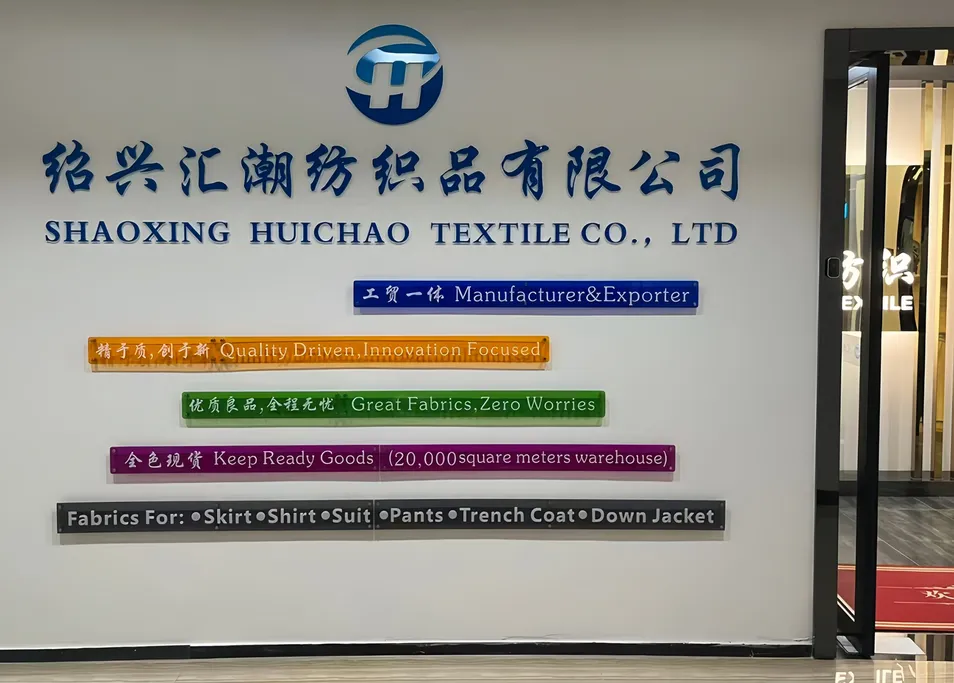 绍兴汇潮纺织品有限公司
SHAOXING HUICHAO TEXTILE CO., LTD
工贸一体 Manufacturer&Exporter
精于质,创于新 Quality Driven,Innovation Focused
优质良品,全程无忧 Great Fabrics,Zero Worries
全色现货 Keep Ready Goods (20,000square meters warehouse)
Fabrics For: •Skirt•Shirt•Suit•Pants•Trench Coat•Down Jacket
纺织
欢